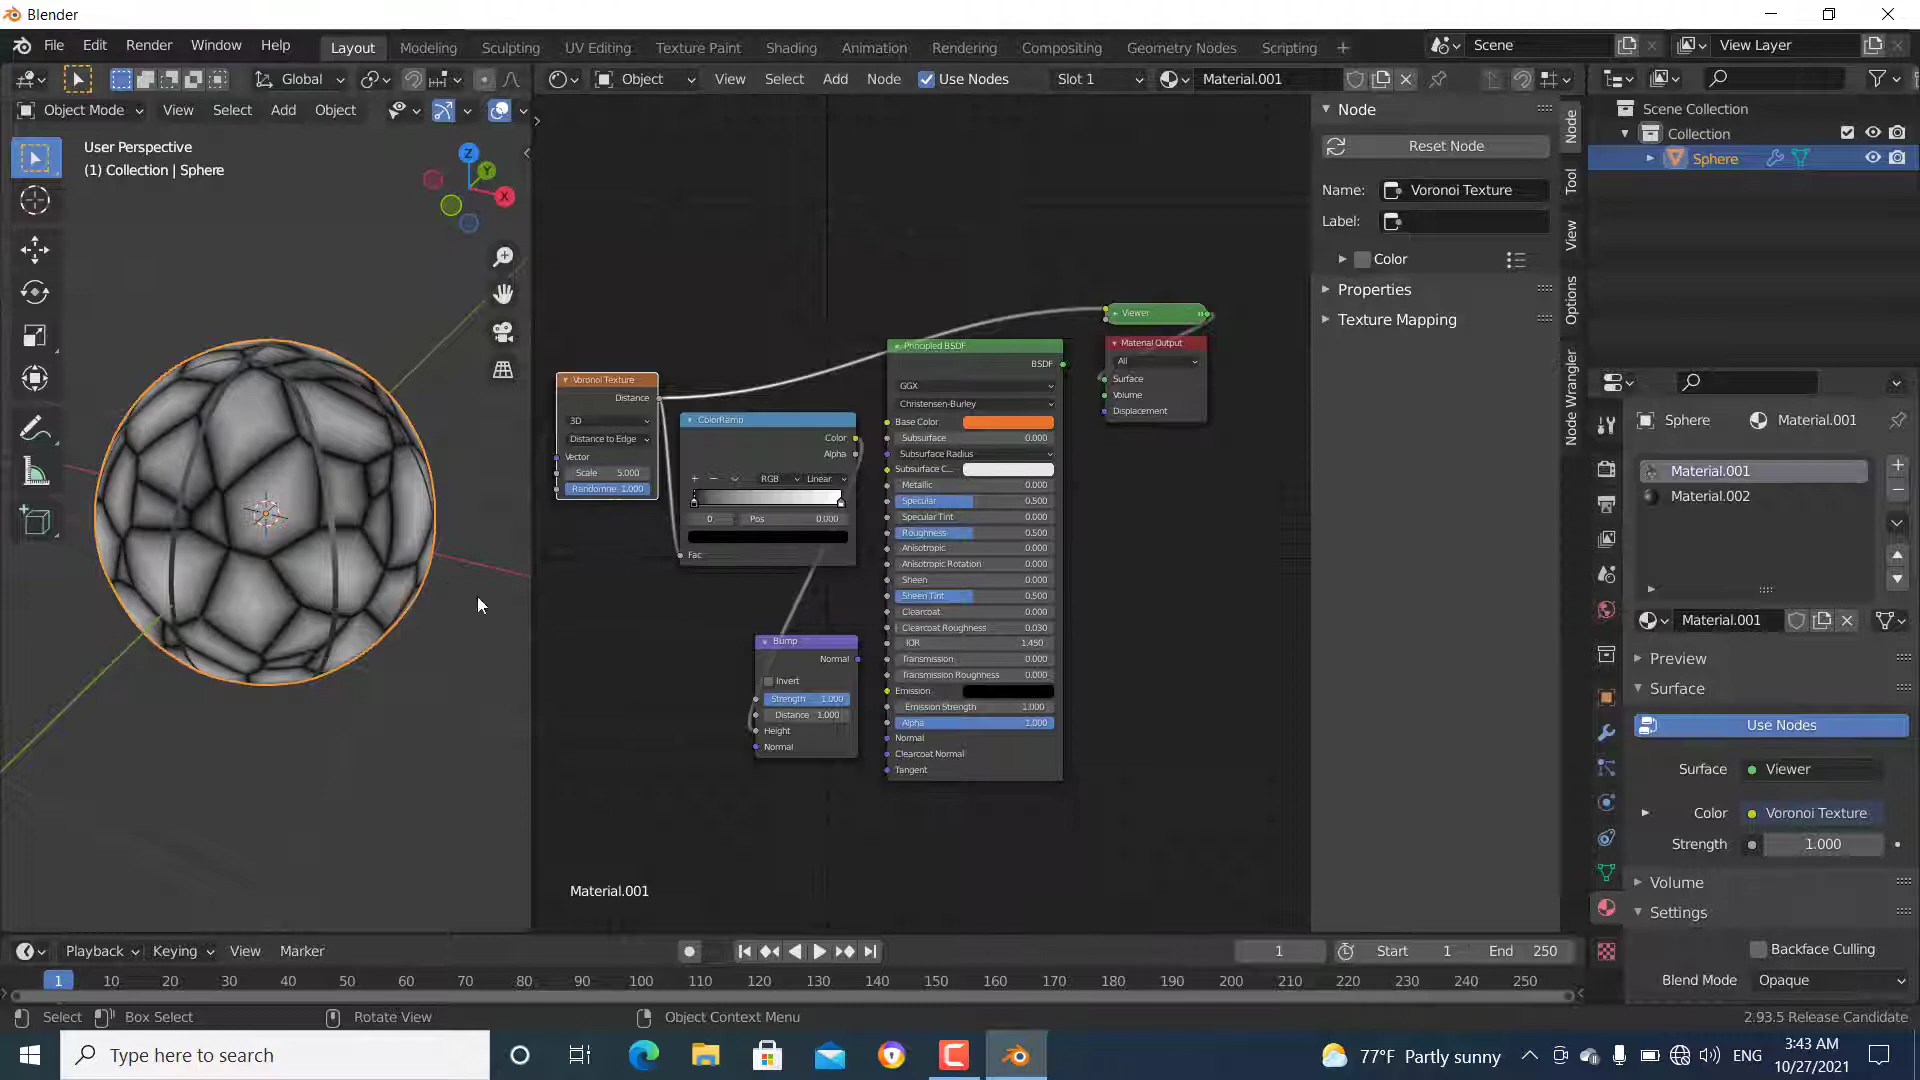 Blender
File Edit Render Window Help
Layout Modeling Sculpting UV Editing Texture Paint Shading Animation Rendering Compositing Geometry Nodes Scripting
Scene
View Layer
Global
Object View Select Add Node Use Nodes Slot 1 Material.001
Object Mode View Select Add Object
User Perspective
(1) Collection | Sphere
Voronoi Texture
Distance
3D
Distance to Edge
Vector
Scale 5.000
Randomne 1.000
ColorRamp
Color
Alpha
RGB Linear
0 Pos 0.000
Fac
Bump
Normal
Invert
Strength 1.000
Distance 1.000
Height
Normal
Principled BSDF
BSDF
GGX
Christensen-Burley
Base Color
Subsurface 0.000
Subsurface Radius
Subsurface C...
Metallic 0.000
Specular 0.500
Specular Tint 0.000
Roughness 0.500
Anisotropic 0.000
Anisotropic Rotation 0.000
Sheen 0.000
Sheen Tint 0.500
Clearcoat 0.000
Clearcoat Roughness 0.030
IOR 1.450
Transmission 0.000
Transmission Roughness 0.000
Emission
Emission Strength 1.000
Alpha 1.000
Normal
Clearcoat Normal
Tangent
Viewer
Material Output
All
Surface
Volume
Displacement
Material.001
Node
Reset Node
Name: Voronoi Texture
Label:
Color
Properties
Texture Mapping
Node
Tool
View
Options
Node Wrangler
Scene Collection
Collection
Sphere
Sphere Material.001
Material.001
Material.002
Material.001
Preview
Surface
Use Nodes
Surface Viewer
Color Voronoi Texture
Strength 1.000
Volume
Settings
Backface Culling
Blend Mode Opaque
Playback Keying View Marker
1 Start 1 End 250
1 10 20 30 40 50 60 70 80 90 100 110 120 130 140 150 160 170 180 190 200 210 220 230 240 250
Select Box Select Rotate View Object Context Menu 2.93.5 Release Candidate
Type here to search
77°F Partly sunny
ENG
3:43 AM
10/27/2021